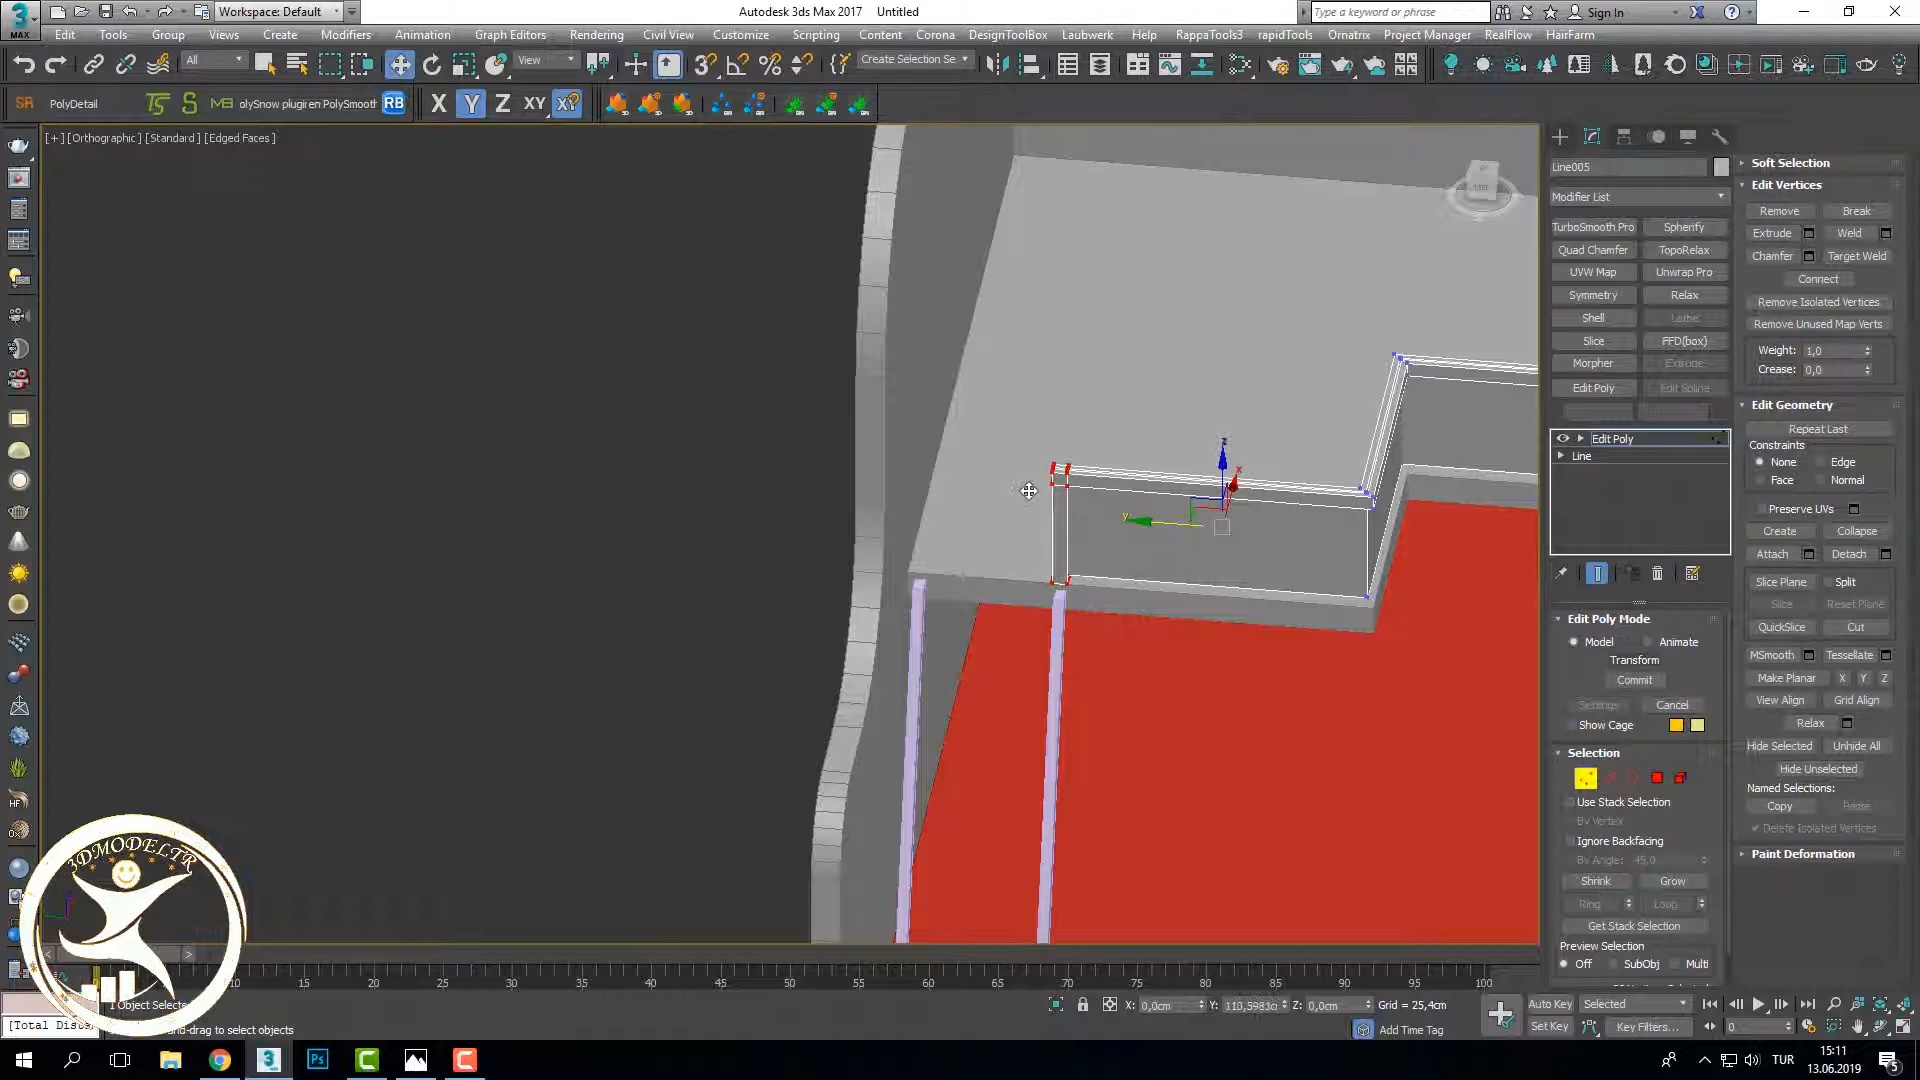 Workspace: Default
Autodesk 3ds Max 2017 Untitled
Type a keyword or phrase
Sign In
MAX
Edit Tools Group Views Create Modifiers Animation Graph Editors Rendering Civil View Customize Scripting Content Corona DesignToolBox Laubwerk Help RappaTools3 rapidTools Ornatrix Project Manager RealFlow HairFarm
All View Create Selection Se
PolyDetail olySnow plugiren PolySmooth RB X Y Z XY
[+] [Orthographic] [Standard] [Edged Faces]
Line005
Modifier List
TurboSmooth Pro Spherify
Quad Chamfer TopoRelax
UVW Map Unwrap Pro
Symmetry Relax
Shell Lathe
Slice FFD(box)
Morpher Extrude
Edit Poly Edit Spline
Edit Poly
Line
Edit Poly Mode
Model Animate
Transform
Commit
Settings Cancel
Show Cage
Selection
Use Stack Selection
By Vertex
Ignore Backfacing
By Angle: 45,0
Shrink Grow
Ring Loop
Get Stack Selection
Preview Selection
Off SubObj Multi
Soft Selection
Edit Vertices
Remove Break
Extrude Weld
Chamfer Target Weld
Connect
Remove Isolated Vertices
Remove Unused Map Verts
Weight: 1,0
Crease: 0,0
Edit Geometry
Repeat Last
Constraints
None Edge
Face Normal
Preserve UVs
Create Collapse
Attach Detach
Slice Plane Split
Slice Reset Plane
QuickSlice Cut
MSmooth Tessellate
Make Planar X Y Z
View Align Grid Align
Relax
Hide Selected Unhide All
Hide Unselected
Named Selections:
Copy Paste
Delete Isolated Vertices
Paint Deformation
z
x
y
HF
3DMODELTR
10 15 20 25 30 35 40 45 50 55 60 65 70 75 80 85 90 95 100
1 Object Selecte
X: 0,0cm Y: 110,5981c Z: 0,0cm Grid = 25,4cm
Auto Key Selected
[Total Dista
-and-drag to select objects
Add Time Tag
Set Key Key Filters... 0
Ps
TUR
15:11
13.06.2019
5